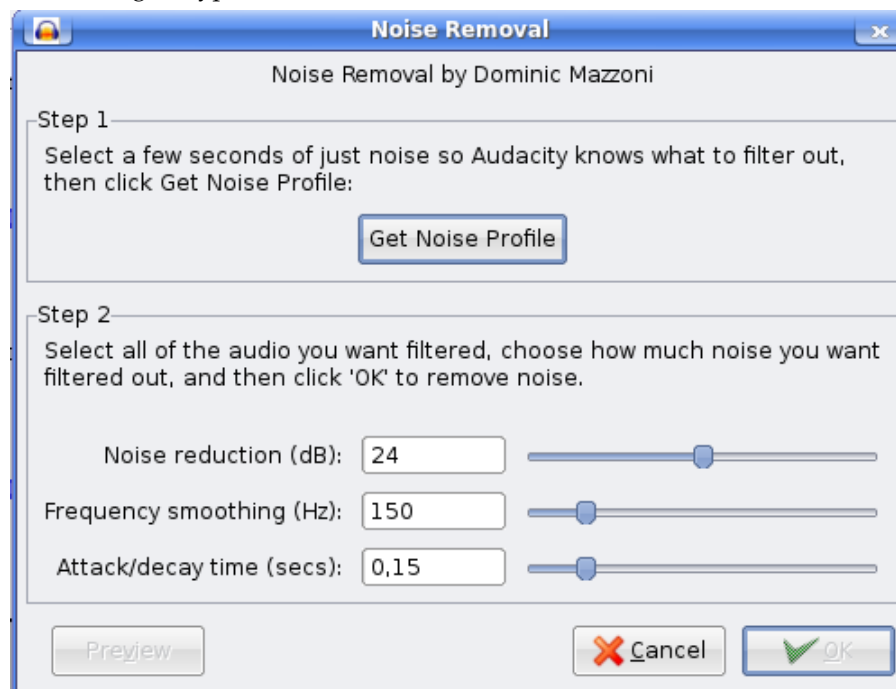 Noise Removal
Noise Removal by Dominic Mazzoni
Step 1
Select a few seconds of just noise so Audacity knows what to filter out,
then click Get Noise Profile:
Get Noise Profile
Step 2
Select all of the audio you want filtered, choose how much noise you want
filtered out, and then click 'OK' to remove noise.
Noise reduction (dB): 24
Frequency smoothing (Hz): 150
Attack/decay time (secs): 0,15
Preview Cancel OK